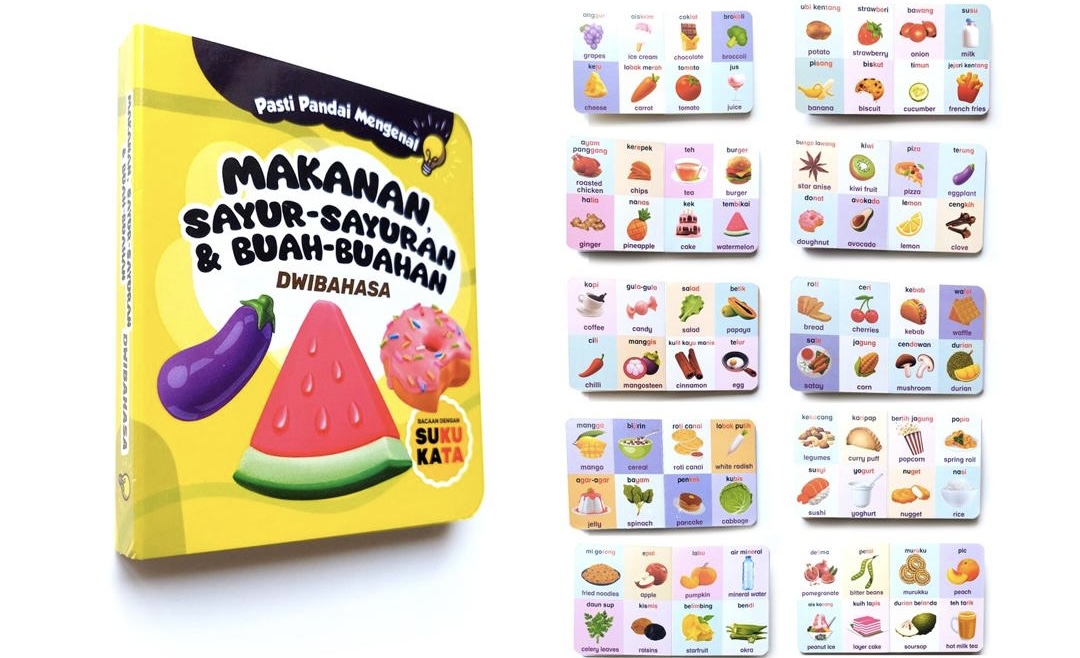 Pasti Pandai Mengenal
MAKANAN,
SAYUR-SAYURAN
& BUAH-BUAHAN
DWIBAHASA
BACAAN DENGAN
SUKU
KATA
MAKANAN, SAYUR-SAYURAN
& BUAH-BUAHAN DWIBAHASA
anggur aiskrim coklat brokoli
grapes ice cream chocolate broccoli
keju lobak merah tomato jus
cheese carrot tomato juice
ubi kentang strawberi bawang susu
potato strawberry onion milk
pisang biskut timun jejari kentang
banana biscuit cucumber french fries
ayam panggang kerepek teh burger
roasted chicken chips tea burger
halia nanas kek tembikai
ginger pineapple cake watermelon
bunga lawang kiwi piza terung
star anise kiwi fruit pizza eggplant
donat avokado lemon cengkih
doughnut avocado lemon clove
kopi gula-gula salad betik
coffee candy salad papaya
cili manggis kulit kayu manis telur
chilli mangosteen cinnamon egg
roti ceri kebab wafel
bread cherries kebab waffle
sate jagung cendawan durian
satay corn mushroom durian
mangga bijirin roti canai lobak putih
mango cereal roti canai white radish
agar-agar bayam penkek kubis
jelly spinach pancake cabbage
kekacang karipap bertih jagung popia
legumes curry puff popcorn spring roll
susyi yogurt nuget nasi
sushi yoghurt nugget rice
mi goreng epal labu air mineral
fried noodles apple pumpkin mineral water
daun sup kismis belimbing bendi
celery leaves raisins starfruit okra
delima petai muruku pic
pomegranate bitter beans murukku peach
ais kacang kuih lapis durian belanda teh tarik
peanut ice layer cake soursop hot milk tea